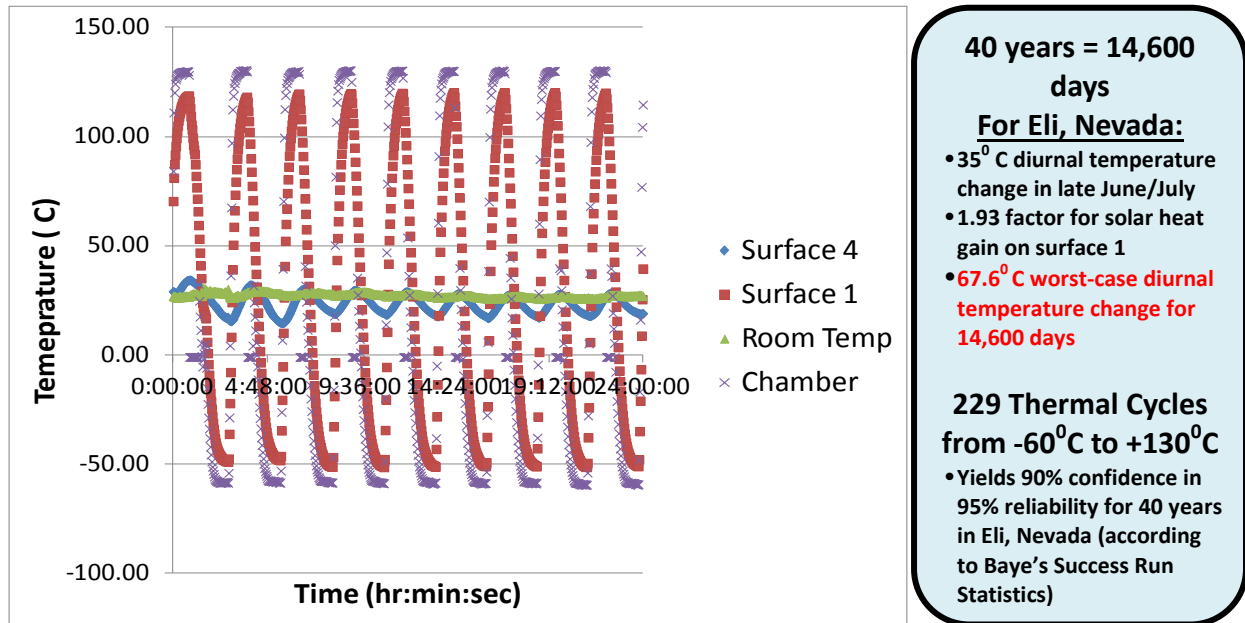 150.00
100.00
50.00
0.00
-50.00
-100.00
0:00:00 4:48:00 9:36:00 14:24:00 19:12:00 24:00:00
Temeprature ( C)
Time (hr:min:sec)
Surface 4
Surface 1
Room Temp
Chamber
40 years = 14,600
days
For Eli, Nevada:
•35⁰ C diurnal temperature
change in late June/July
•1.93 factor for solar heat
gain on surface 1
•67.6⁰ C worst-case diurnal
temperature change for
14,600 days
229 Thermal Cycles
from -60⁰C to +130⁰C
•Yields 90% confidence in
95% reliability for 40 years
in Eli, Nevada (according
to Baye's Success Run
Statistics)